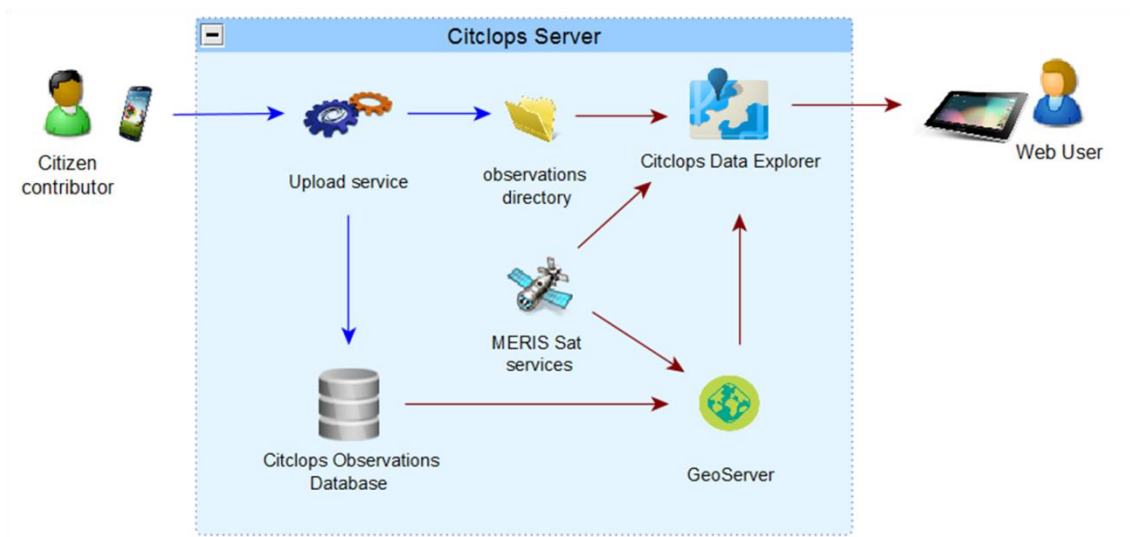 Citclops Server
Citizen
contributor
Upload service
observations
directory
Citclops Data Explorer
Web User
MERIS Sat
services
Citclops Observations
Database
GeoServer